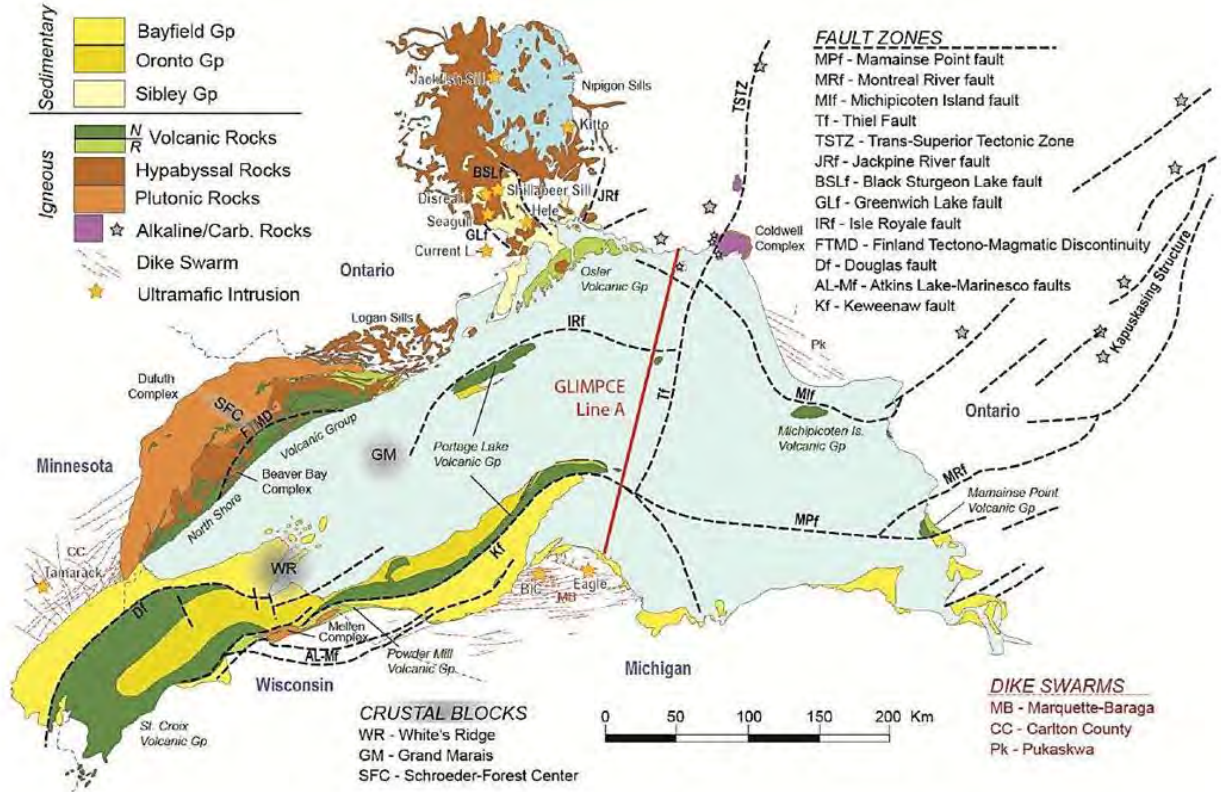 Sedimentary
Bayfield Gp
Oronto Gp
Sibley Gp
Igneous
N
R
Volcanic Rocks
Hypabyssal Rocks
Plutonic Rocks
Alkaline/Carb. Rocks
Dike Swarm
Ultramafic Intrusion
FAULT ZONES
MPf - Mamainse Point fault
MRf - Montreal River fault
MIf - Michipicoten Island fault
Tf - Thiel Fault
TSTZ - Trans-Superior Tectonic Zone
JRf - Jackpine River fault
BSLf - Black Sturgeon Lake fault
GLf - Greenwich Lake fault
IRf - Isle Royale fault
FTMD - Finland Tectono-Magmatic Discontinuity
Df - Douglas fault
AL-Mf - Atkins Lake-Marinesco faults
Kf - Keweenaw fault
Jackfish Sill
Nipigon Sills
Kitto
TSTZ
BSLf
Shillabeer Sill
Disreali
Hele
JRf
Seagull
GLf
Current L.
Coldwell
Complex
Ontario
Osler
Volcanic Gp
Logan Sills
IRf
Pk
Kapuskasing Structure
Duluth
Complex
SFC
FTMD
GLIMPCE
Line A
Tf
MIf
Ontario
Michipicoten Is.
Volcanic Gp
Volcanic Group
GM
Portage Lake
Volcanic Gp
Minnesota
Beaver Bay
Complex
North Shore
MRf
Mamainse Point
Volcanic Gp
MPf
CC
Tamarack
WR
Kf
BIC
Eagle
MB
Df
Mellen
Complex
AL-Mf
Powder Mill
Volcanic Gp.
Wisconsin
Michigan
St. Croix
Volcanic Gp
CRUSTAL BLOCKS
WR - White's Ridge
GM - Grand Marais
SFC - Schroeder-Forest Center
0 50 100 150 200 Km
DIKE SWARMS
MB - Marquette-Baraga
CC - Carlton County
Pk - Pukaskwa